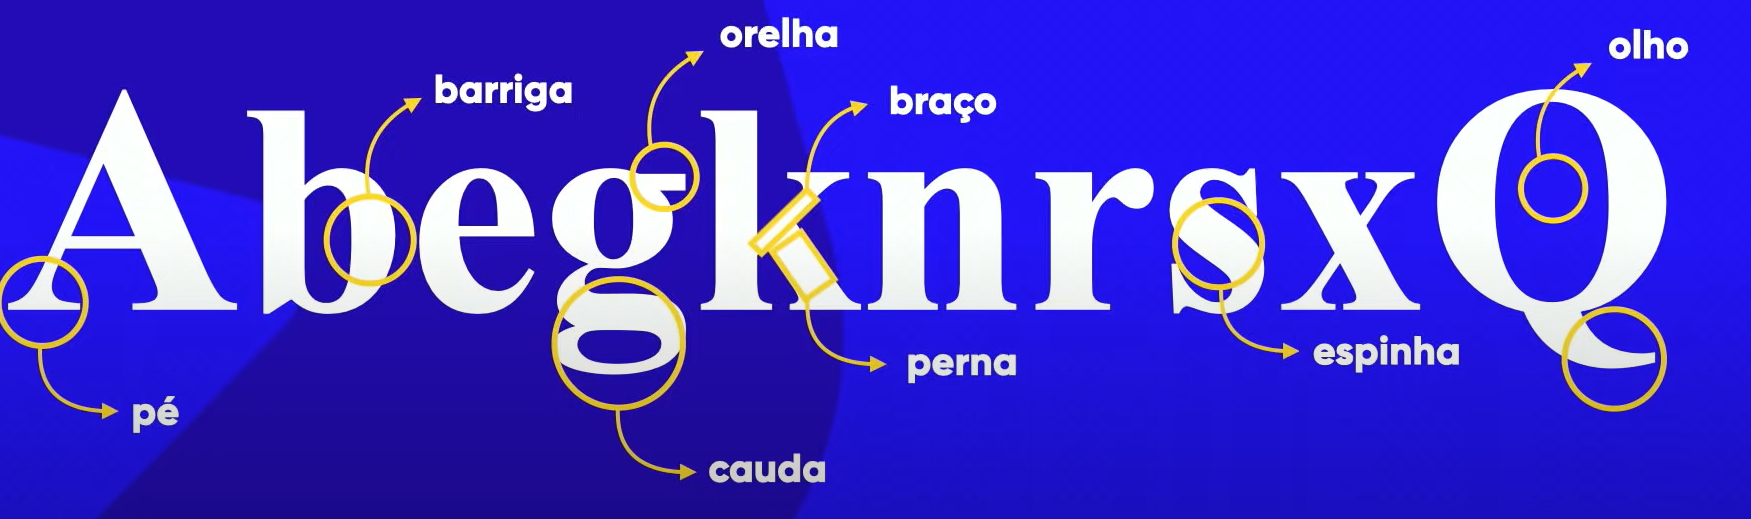 orelha
olho
barriga
braço
AbegknrsxQ
perna
espinha
pé
cauda